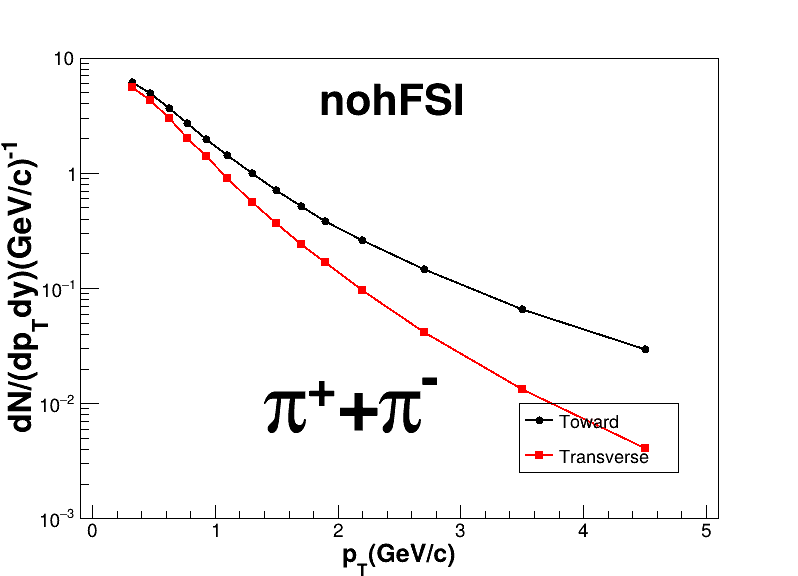 nohFSI
dN/(dp_T dy)(GeV/c)^-1
10
1
10^−1
10^−2
10^−3
π^+ + π^-
Toward
Transverse
0 1 2 3 4 5
p_T(GeV/c)